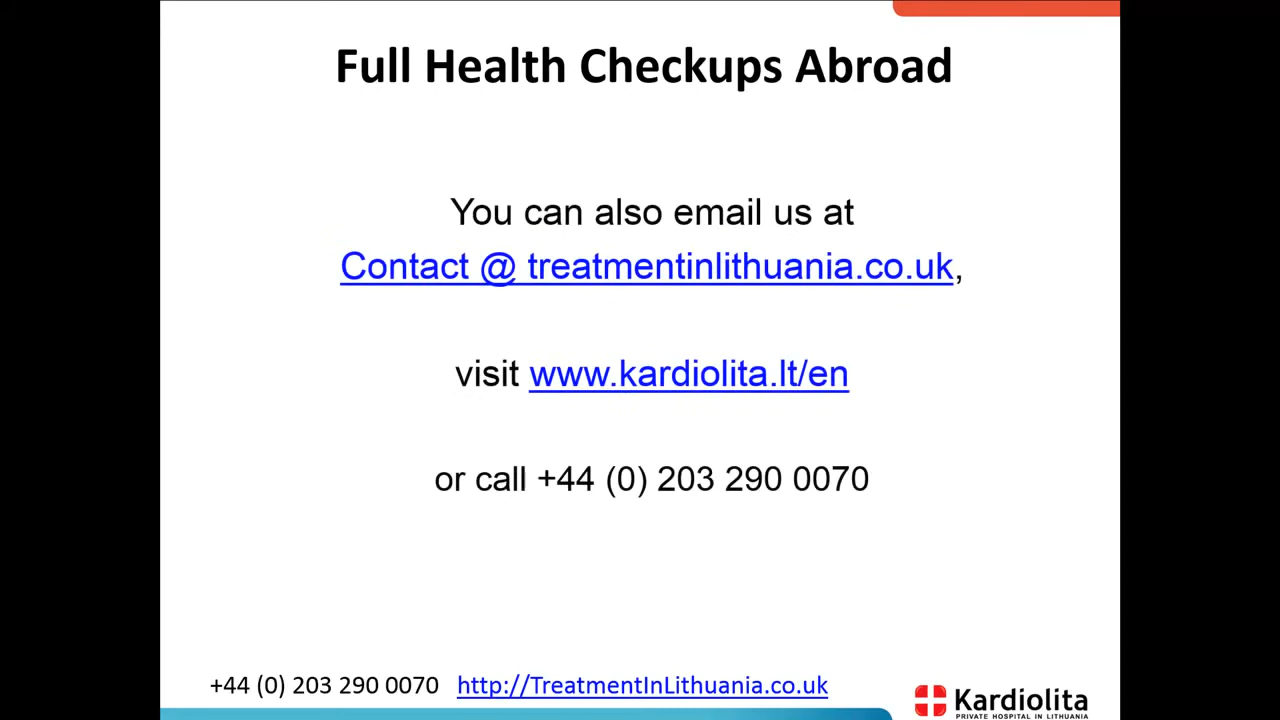 Full Health Checkups Abroad
You can also email us at
Contact @ treatmentinlithuania.co.uk,
visit www.kardiolita.lt/en
or call +44 (0) 203 290 0070
+44 (0) 203 290 0070 http://TreatmentInLithuania.co.uk
Kardiolita
PRIVATE HOSPITAL IN LITHUANIA